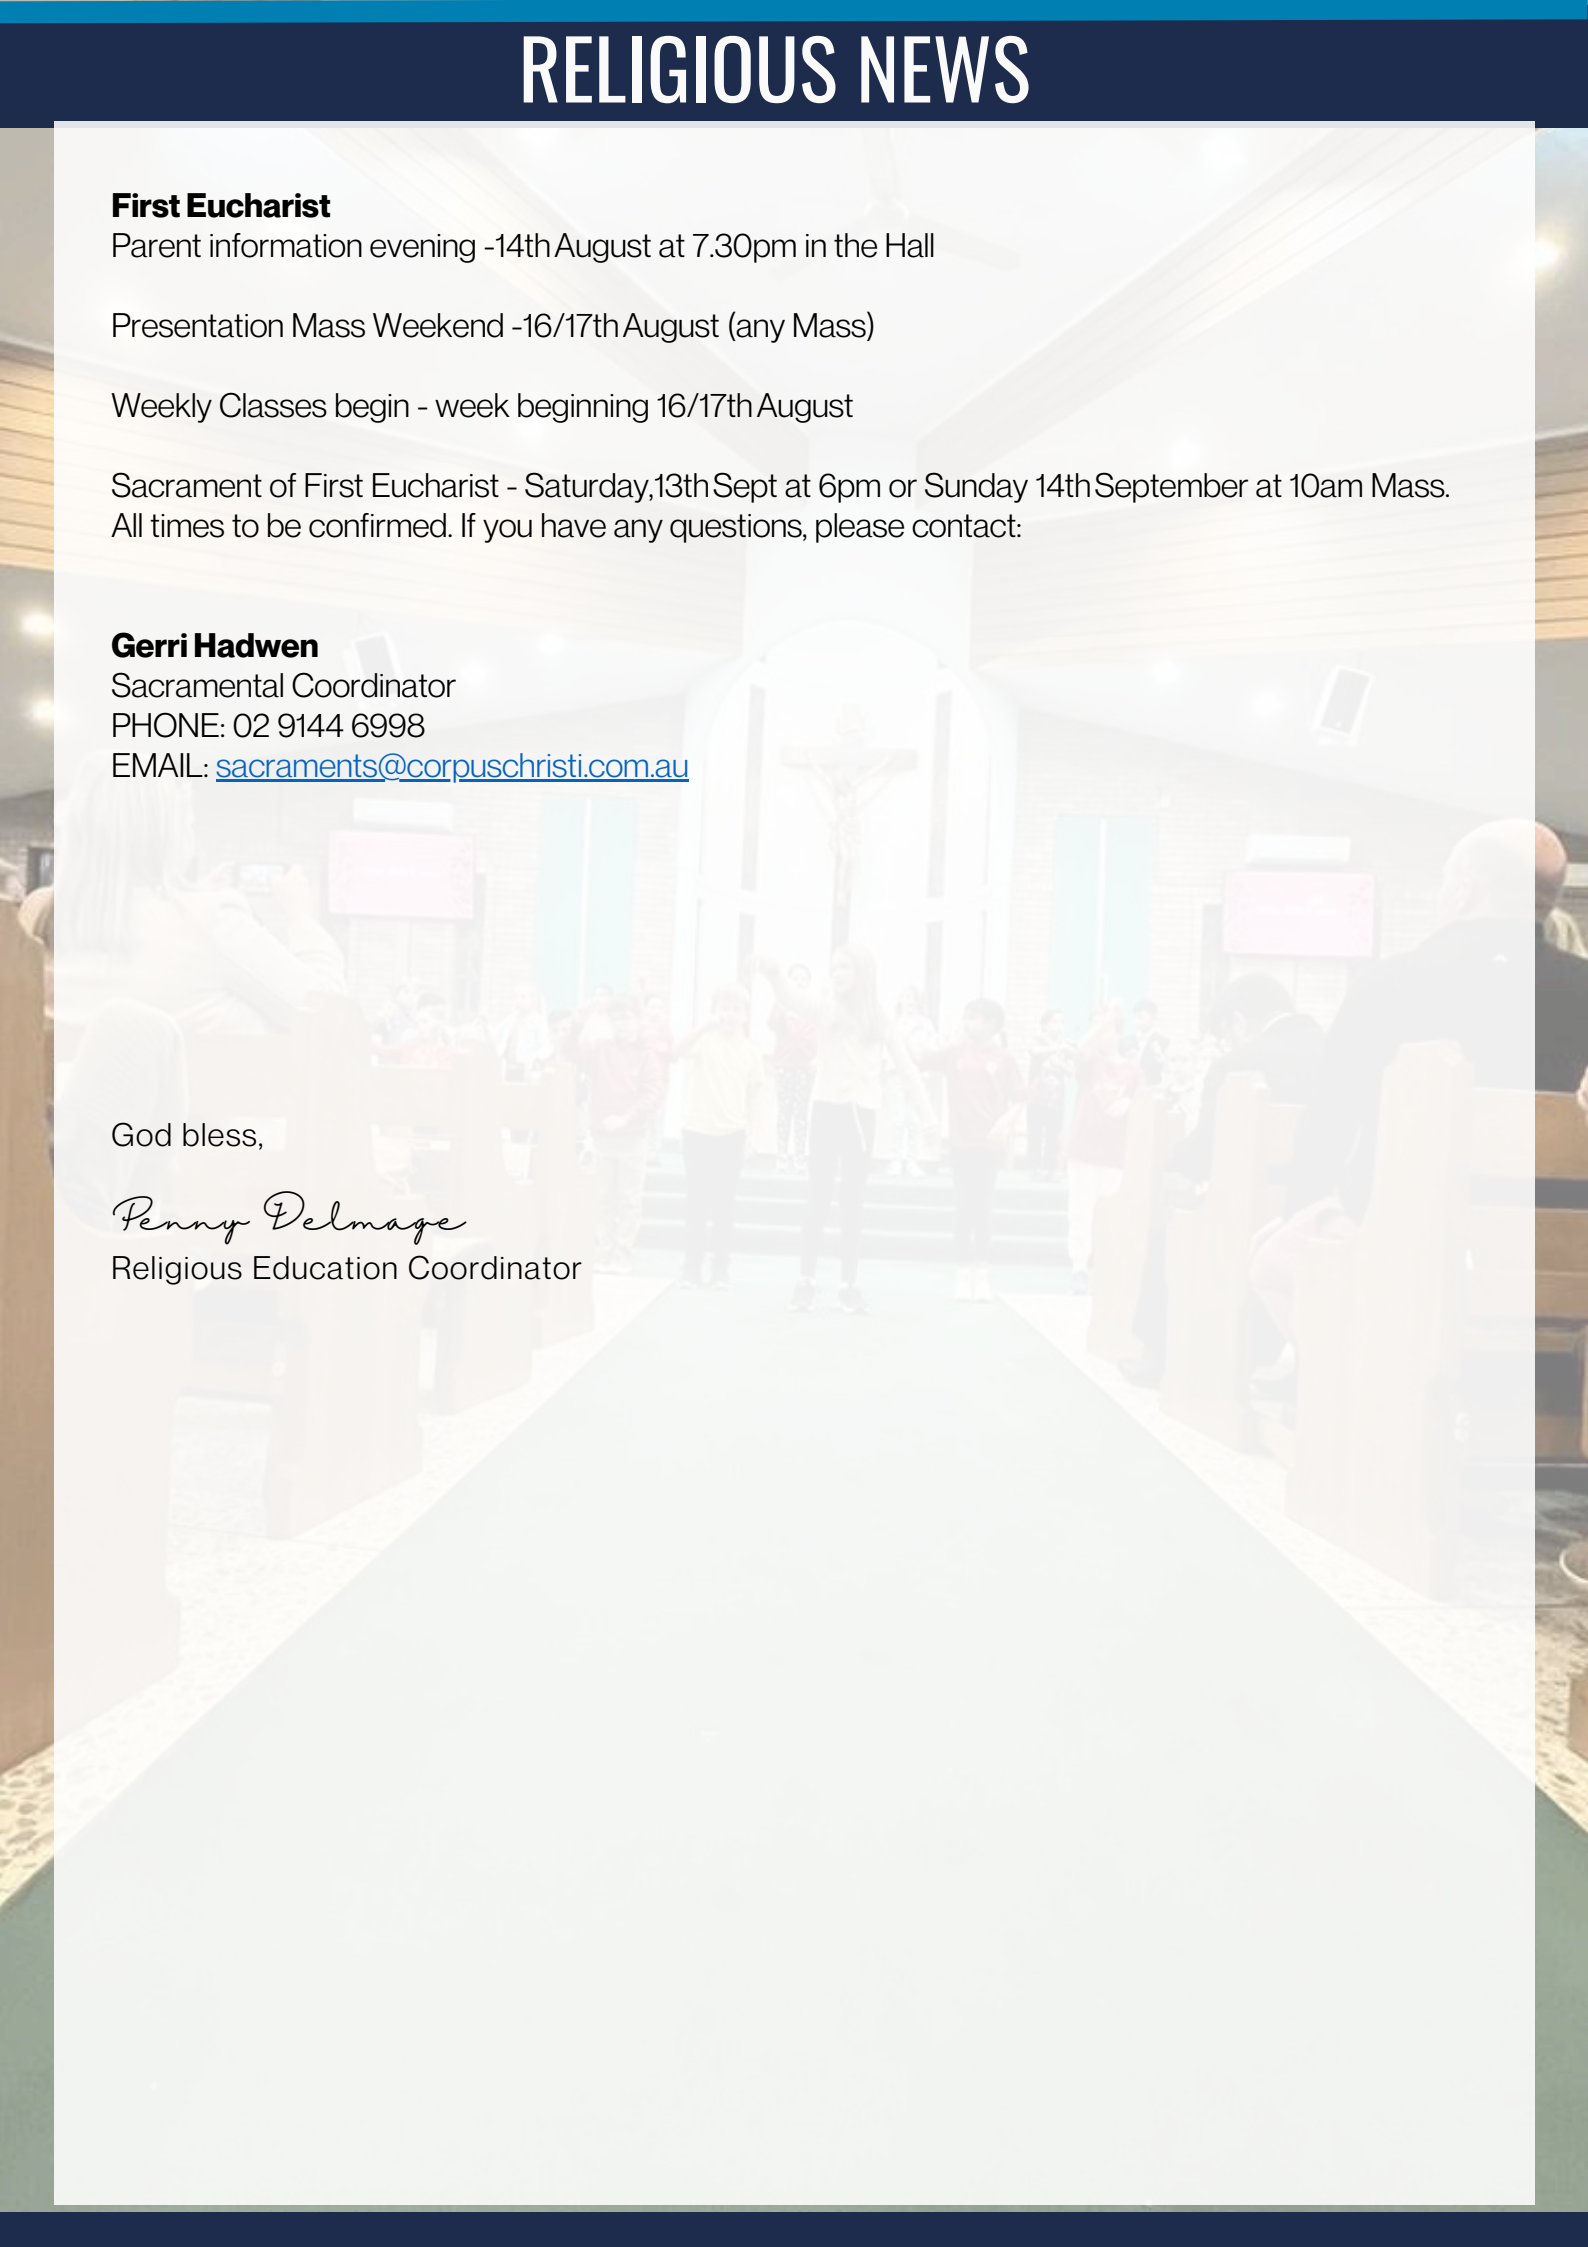 RELIGIOUS NEWS
First Eucharist
Parent information evening -14th August at 7.30pm in the Hall
Presentation Mass Weekend -16/17th August (any Mass)
Weekly Classes begin - week beginning 16/17th August
Sacrament of First Eucharist - Saturday,13th Sept at 6pm or Sunday 14th September at 10am Mass.
All times to be confirmed. If you have any questions, please contact:
Gerri Hadwen
Sacramental Coordinator
PHONE: 02 9144 6998
EMAIL: sacraments@corpuschristi.com.au
God bless,
Penny Delmage
Religious Education Coordinator